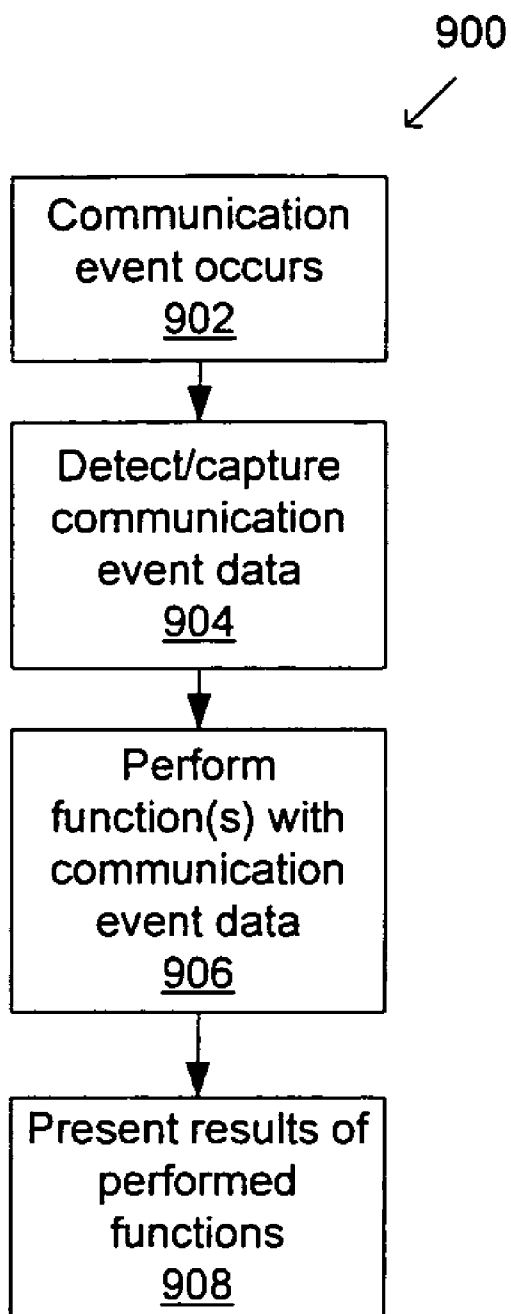 900
Communication
event occurs
902
Detect/capture
communication
event data
904
Perform
function(s) with
communication
event data
906
Present results of
performed
functions
908